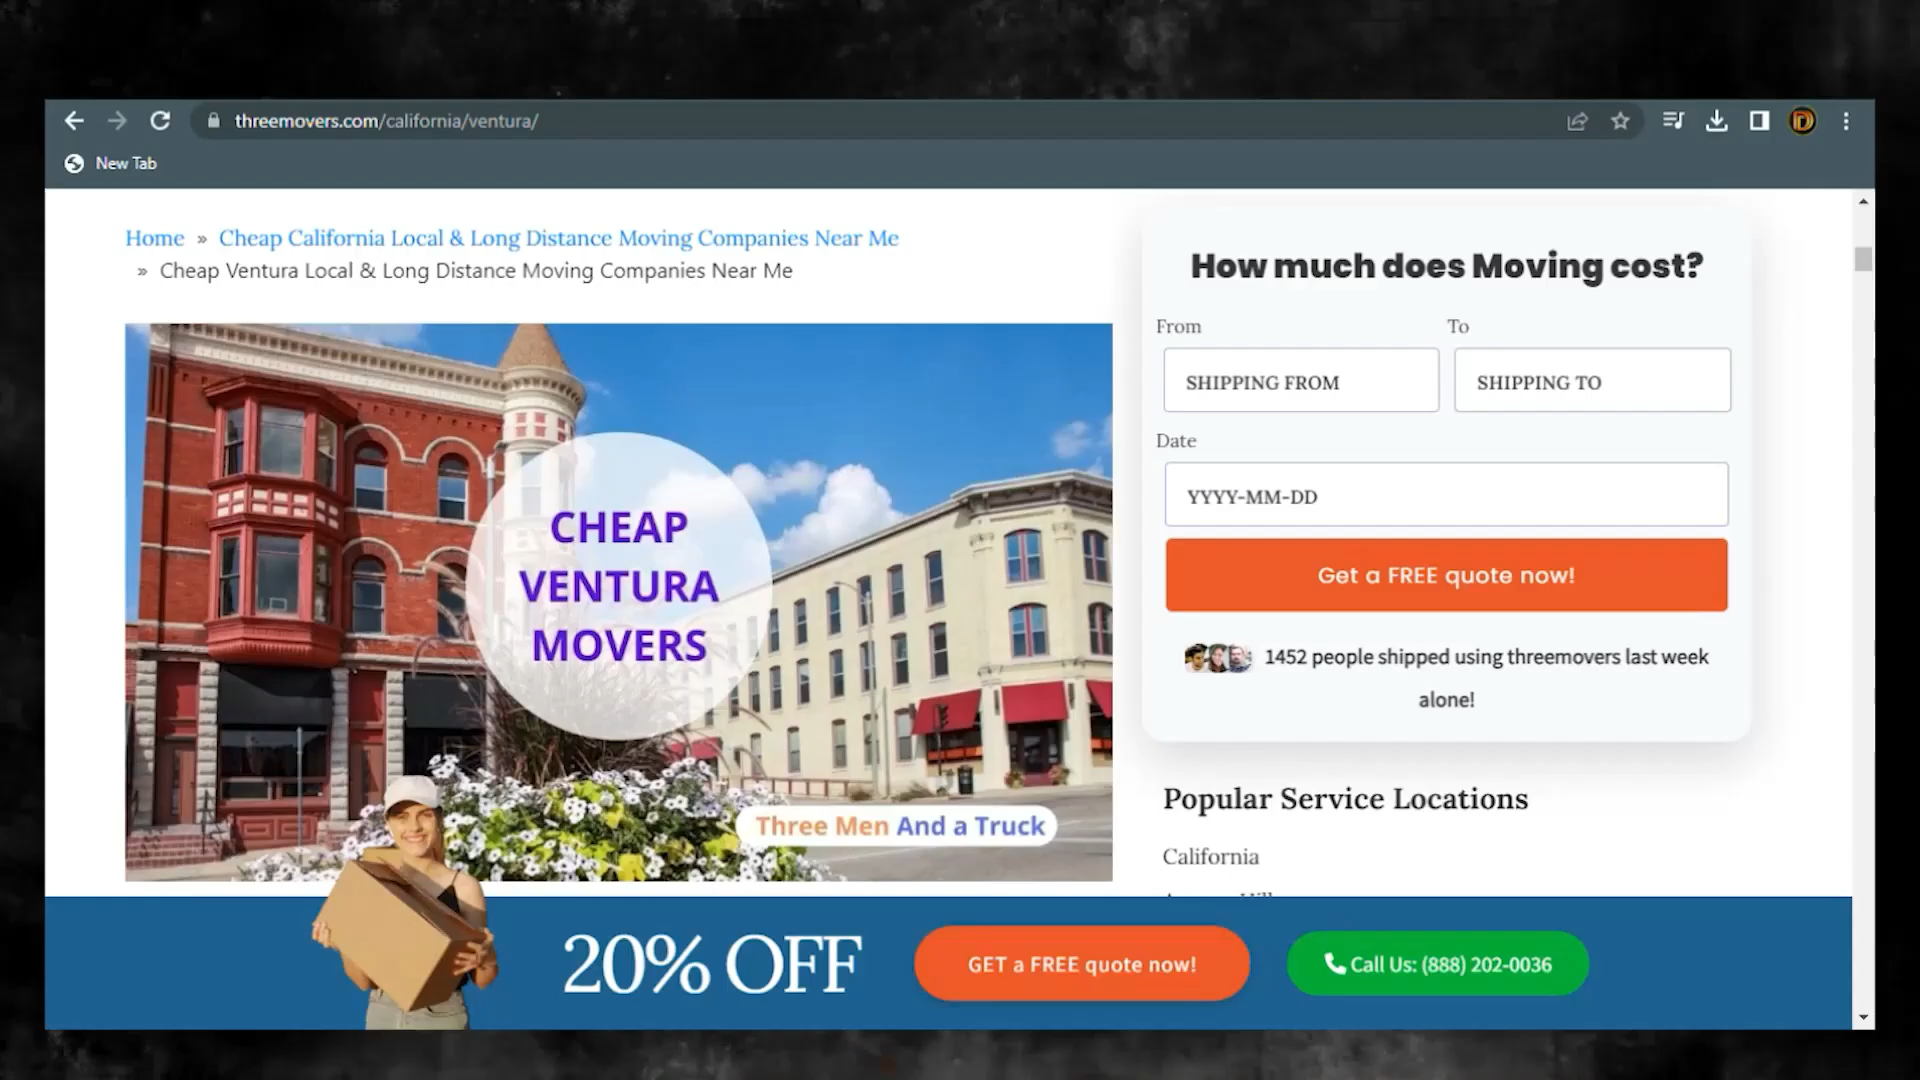 threemovers.com/california/ventura/
New Tab
Home » Cheap California Local & Long Distance Moving Companies Near Me
» Cheap Ventura Local & Long Distance Moving Companies Near Me
CHEAP
VENTURA
MOVERS
Three Men And a Truck
How much does Moving cost?
From To
SHIPPING FROM SHIPPING TO
Date
YYYY-MM-DD
Get a FREE quote now!
1452 people shipped using threemovers last week
alone!
Popular Service Locations
California
20% OFF
GET a FREE quote now!
Call Us: (888) 202-0036